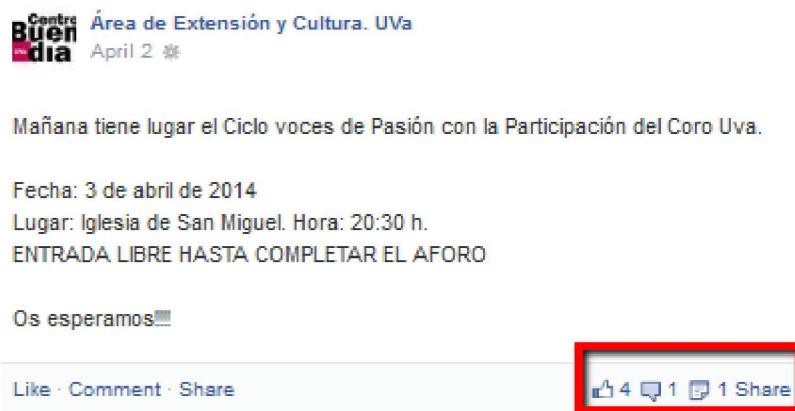 Centro
Buen
UVa día
Área de Extensión y Cultura. UVa
April 2
Mañana tiene lugar el Ciclo voces de Pasión con la Participación del Coro Uva.
Fecha: 3 de abril de 2014
Lugar: Iglesia de San Miguel. Hora: 20:30 h.
ENTRADA LIBRE HASTA COMPLETAR EL AFORO
Os esperamos!!!!
Like · Comment · Share 4 1 1 Share